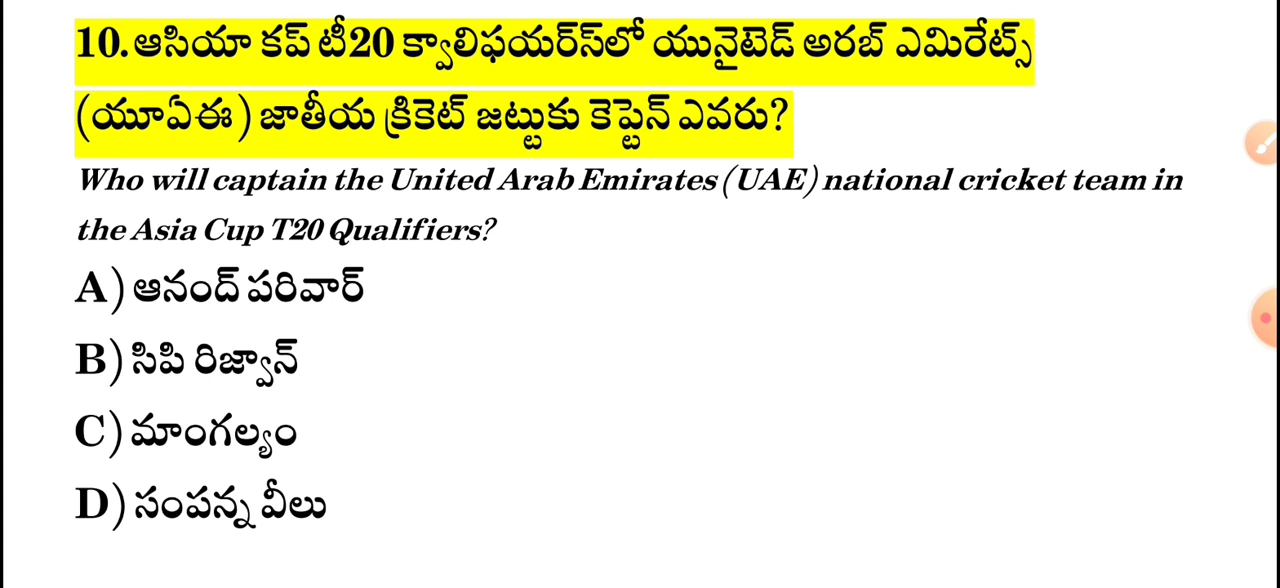 10.ఆసియా కప్ టీ20 క్వాలిఫయర్స్‌లో యునైటెడ్ అరబ్ ఎమిరేట్స్
(యూఏఈ) జాతీయ క్రికెట్ జట్టుకు కెప్టెన్ ఎవరు?
Who will captain the United Arab Emirates (UAE) national cricket team in
the Asia Cup T20 Qualifiers?
A) ఆనంద్ పరివార్
B) సిపి రిజ్వాన్
C) మాంగల్యం
D) సంపన్న వీలు